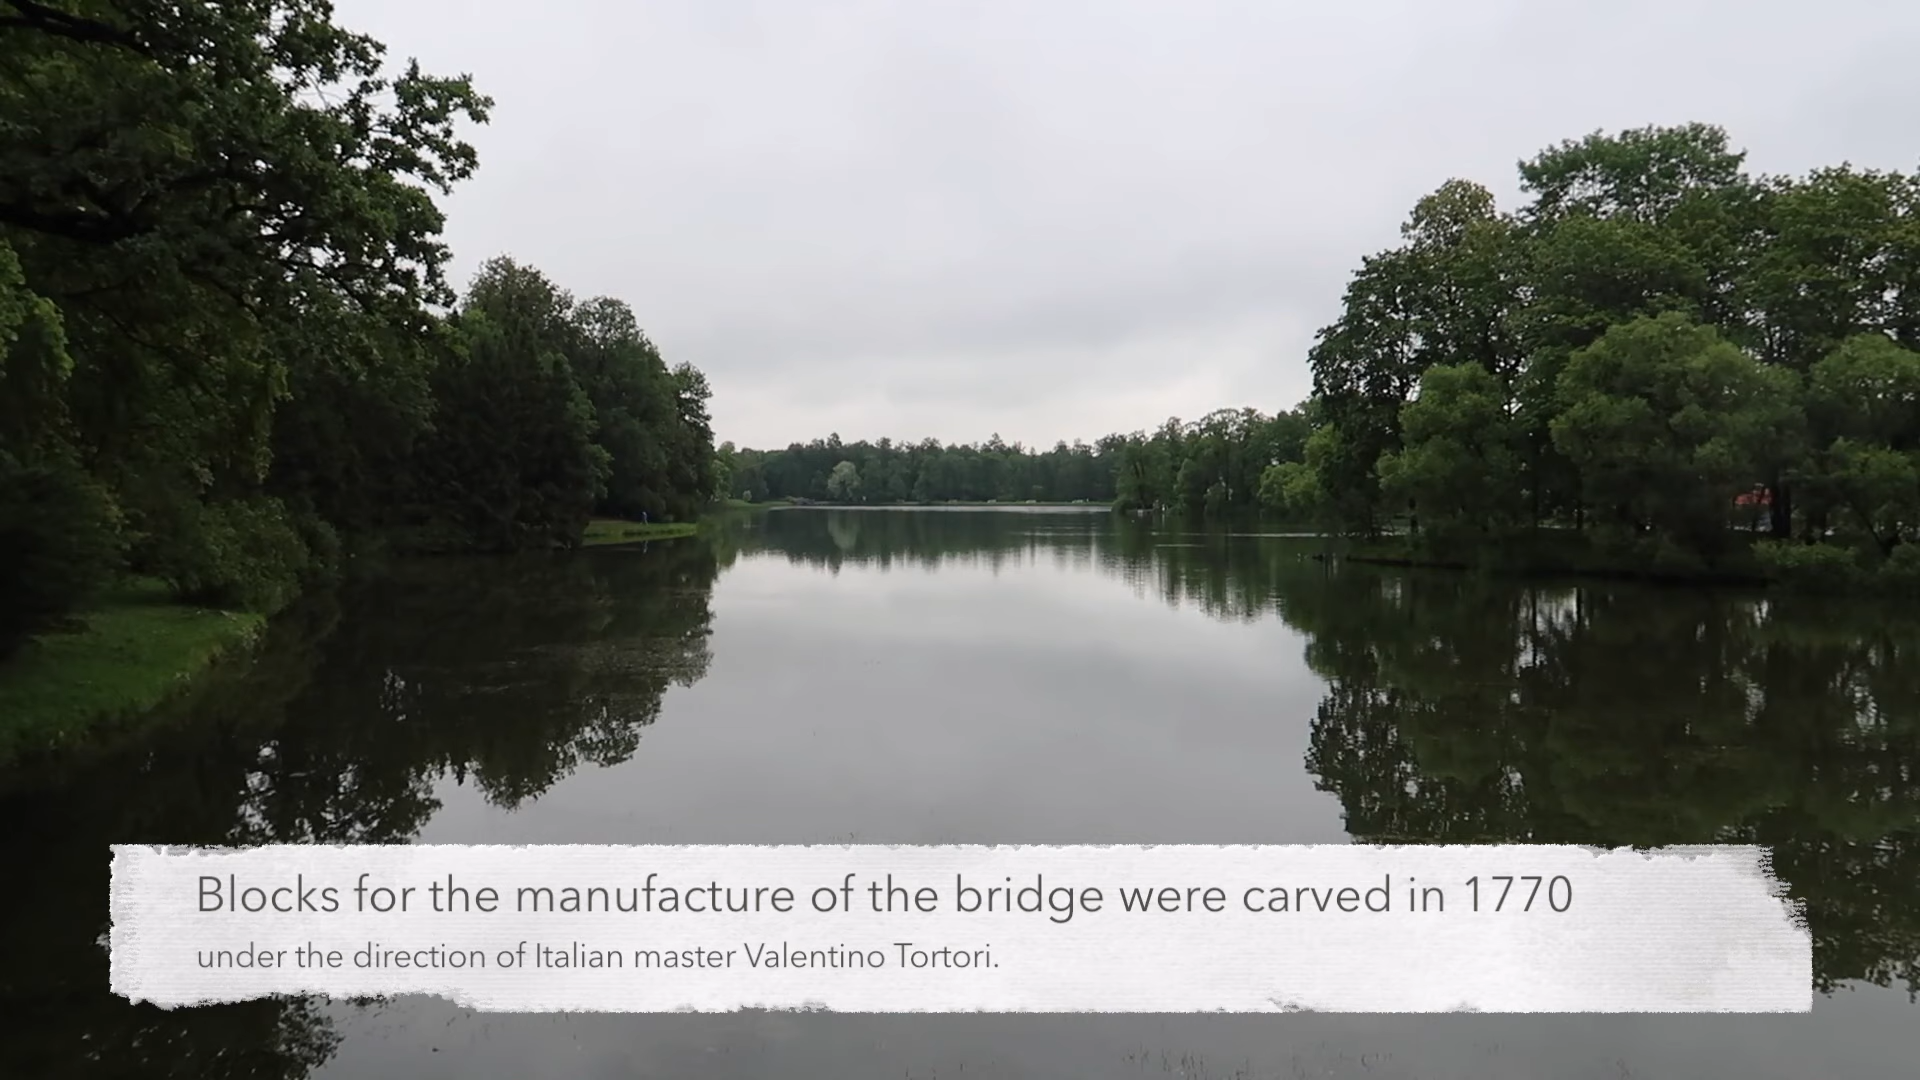 Blocks for the manufacture of the bridge were carved in 1770
under the direction of Italian master Valentino Tortori.